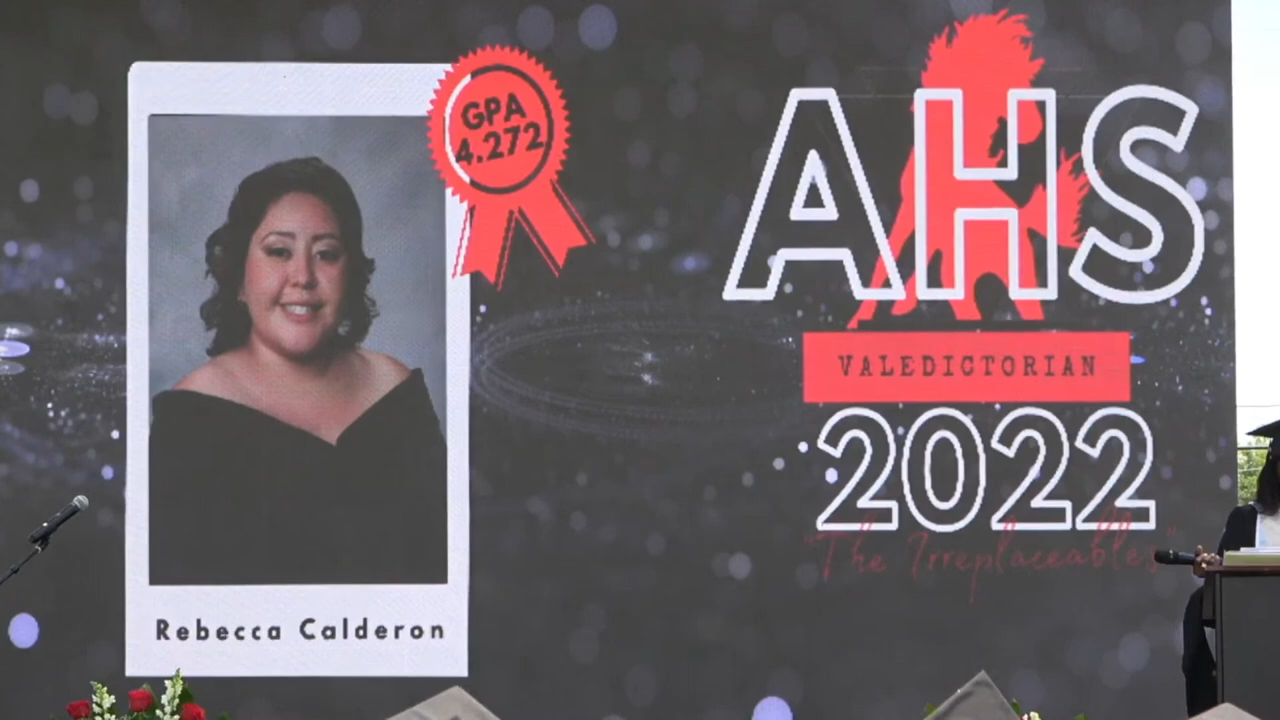 GPA
4.272
Rebecca Calderon
AHS
VALEDICTORIAN
2022
"The Irreplaceables"